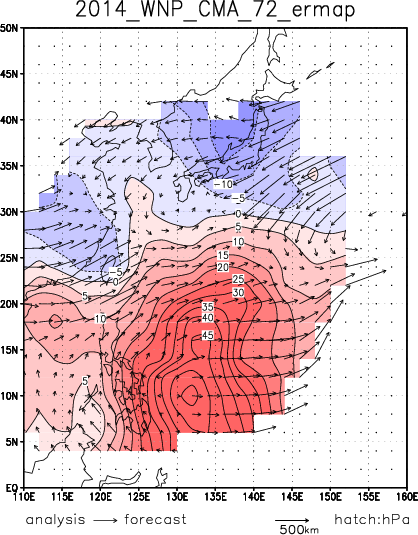 2014_WNP_CMA_72_ermap
50N
45N
40N
35N
30N
25N
20N
15N
10N
5N
EQ
-10
-5
0
5
10
15
20
25
30
35
40
45
-5
0
5
10
5
110E 115E 120E 125E 130E 135E 140E 145E 150E 155E 160E
analysis → forecast
500km
hatch:hPa